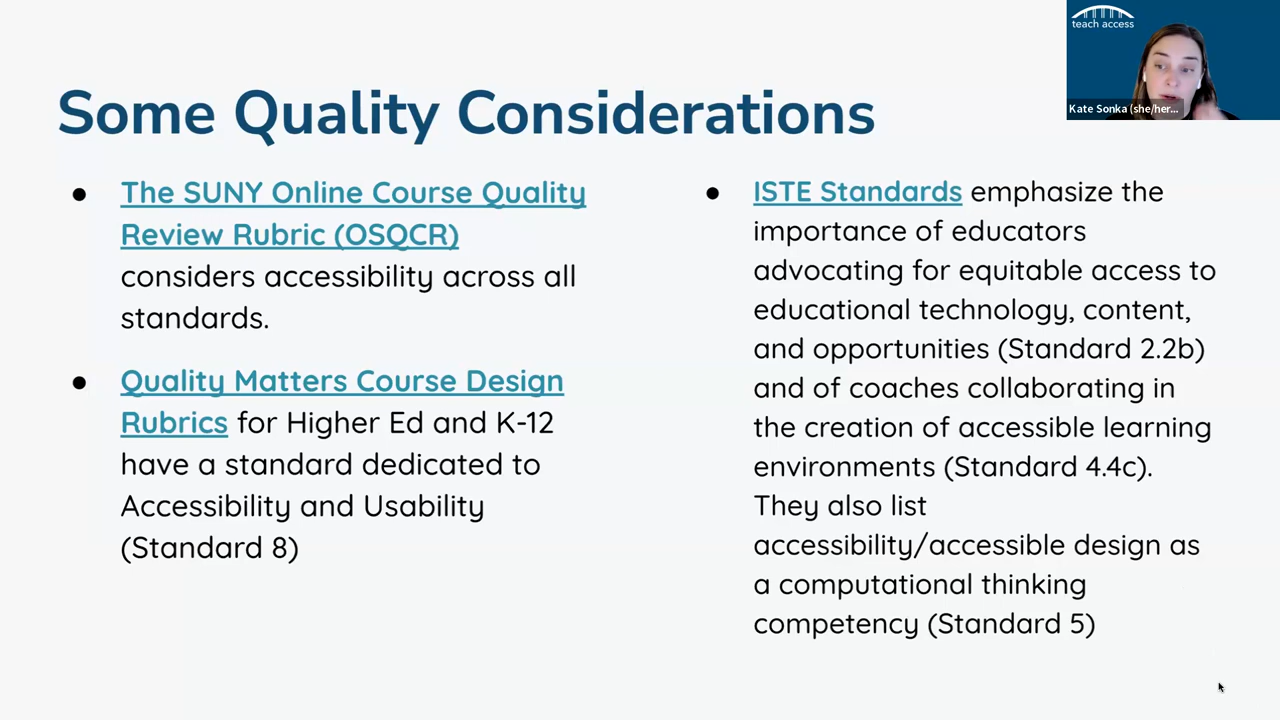 teach access
Kate Sonka (she/her...
Some Quality Considerations
● The SUNY Online Course Quality
Review Rubric (OSQCR)
considers accessibility across all
standards.
● Quality Matters Course Design
Rubrics for Higher Ed and K-12
have a standard dedicated to
Accessibility and Usability
(Standard 8)
● ISTE Standards emphasize the
importance of educators
advocating for equitable access to
educational technology, content,
and opportunities (Standard 2.2b)
and of coaches collaborating in
the creation of accessible learning
environments (Standard 4.4c).
They also list
accessibility/accessible design as
a computational thinking
competency (Standard 5)